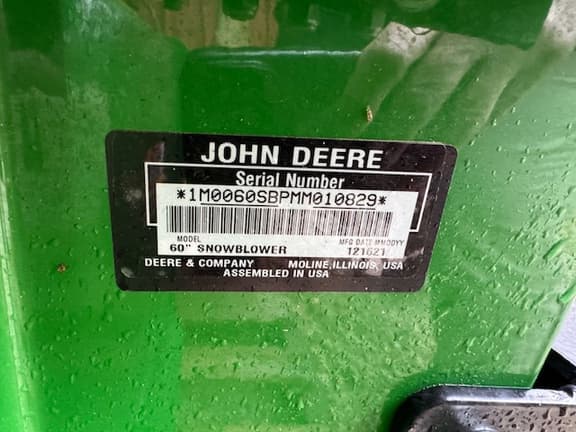 JOHN DEERE
Serial Number
*1M0060SBPMM010829*
MODEL MFG DATE MMDDYY
60" SNOWBLOWER 121621
DEERE & COMPANY MOLINE, ILLINOIS, USA
ASSEMBLED IN USA